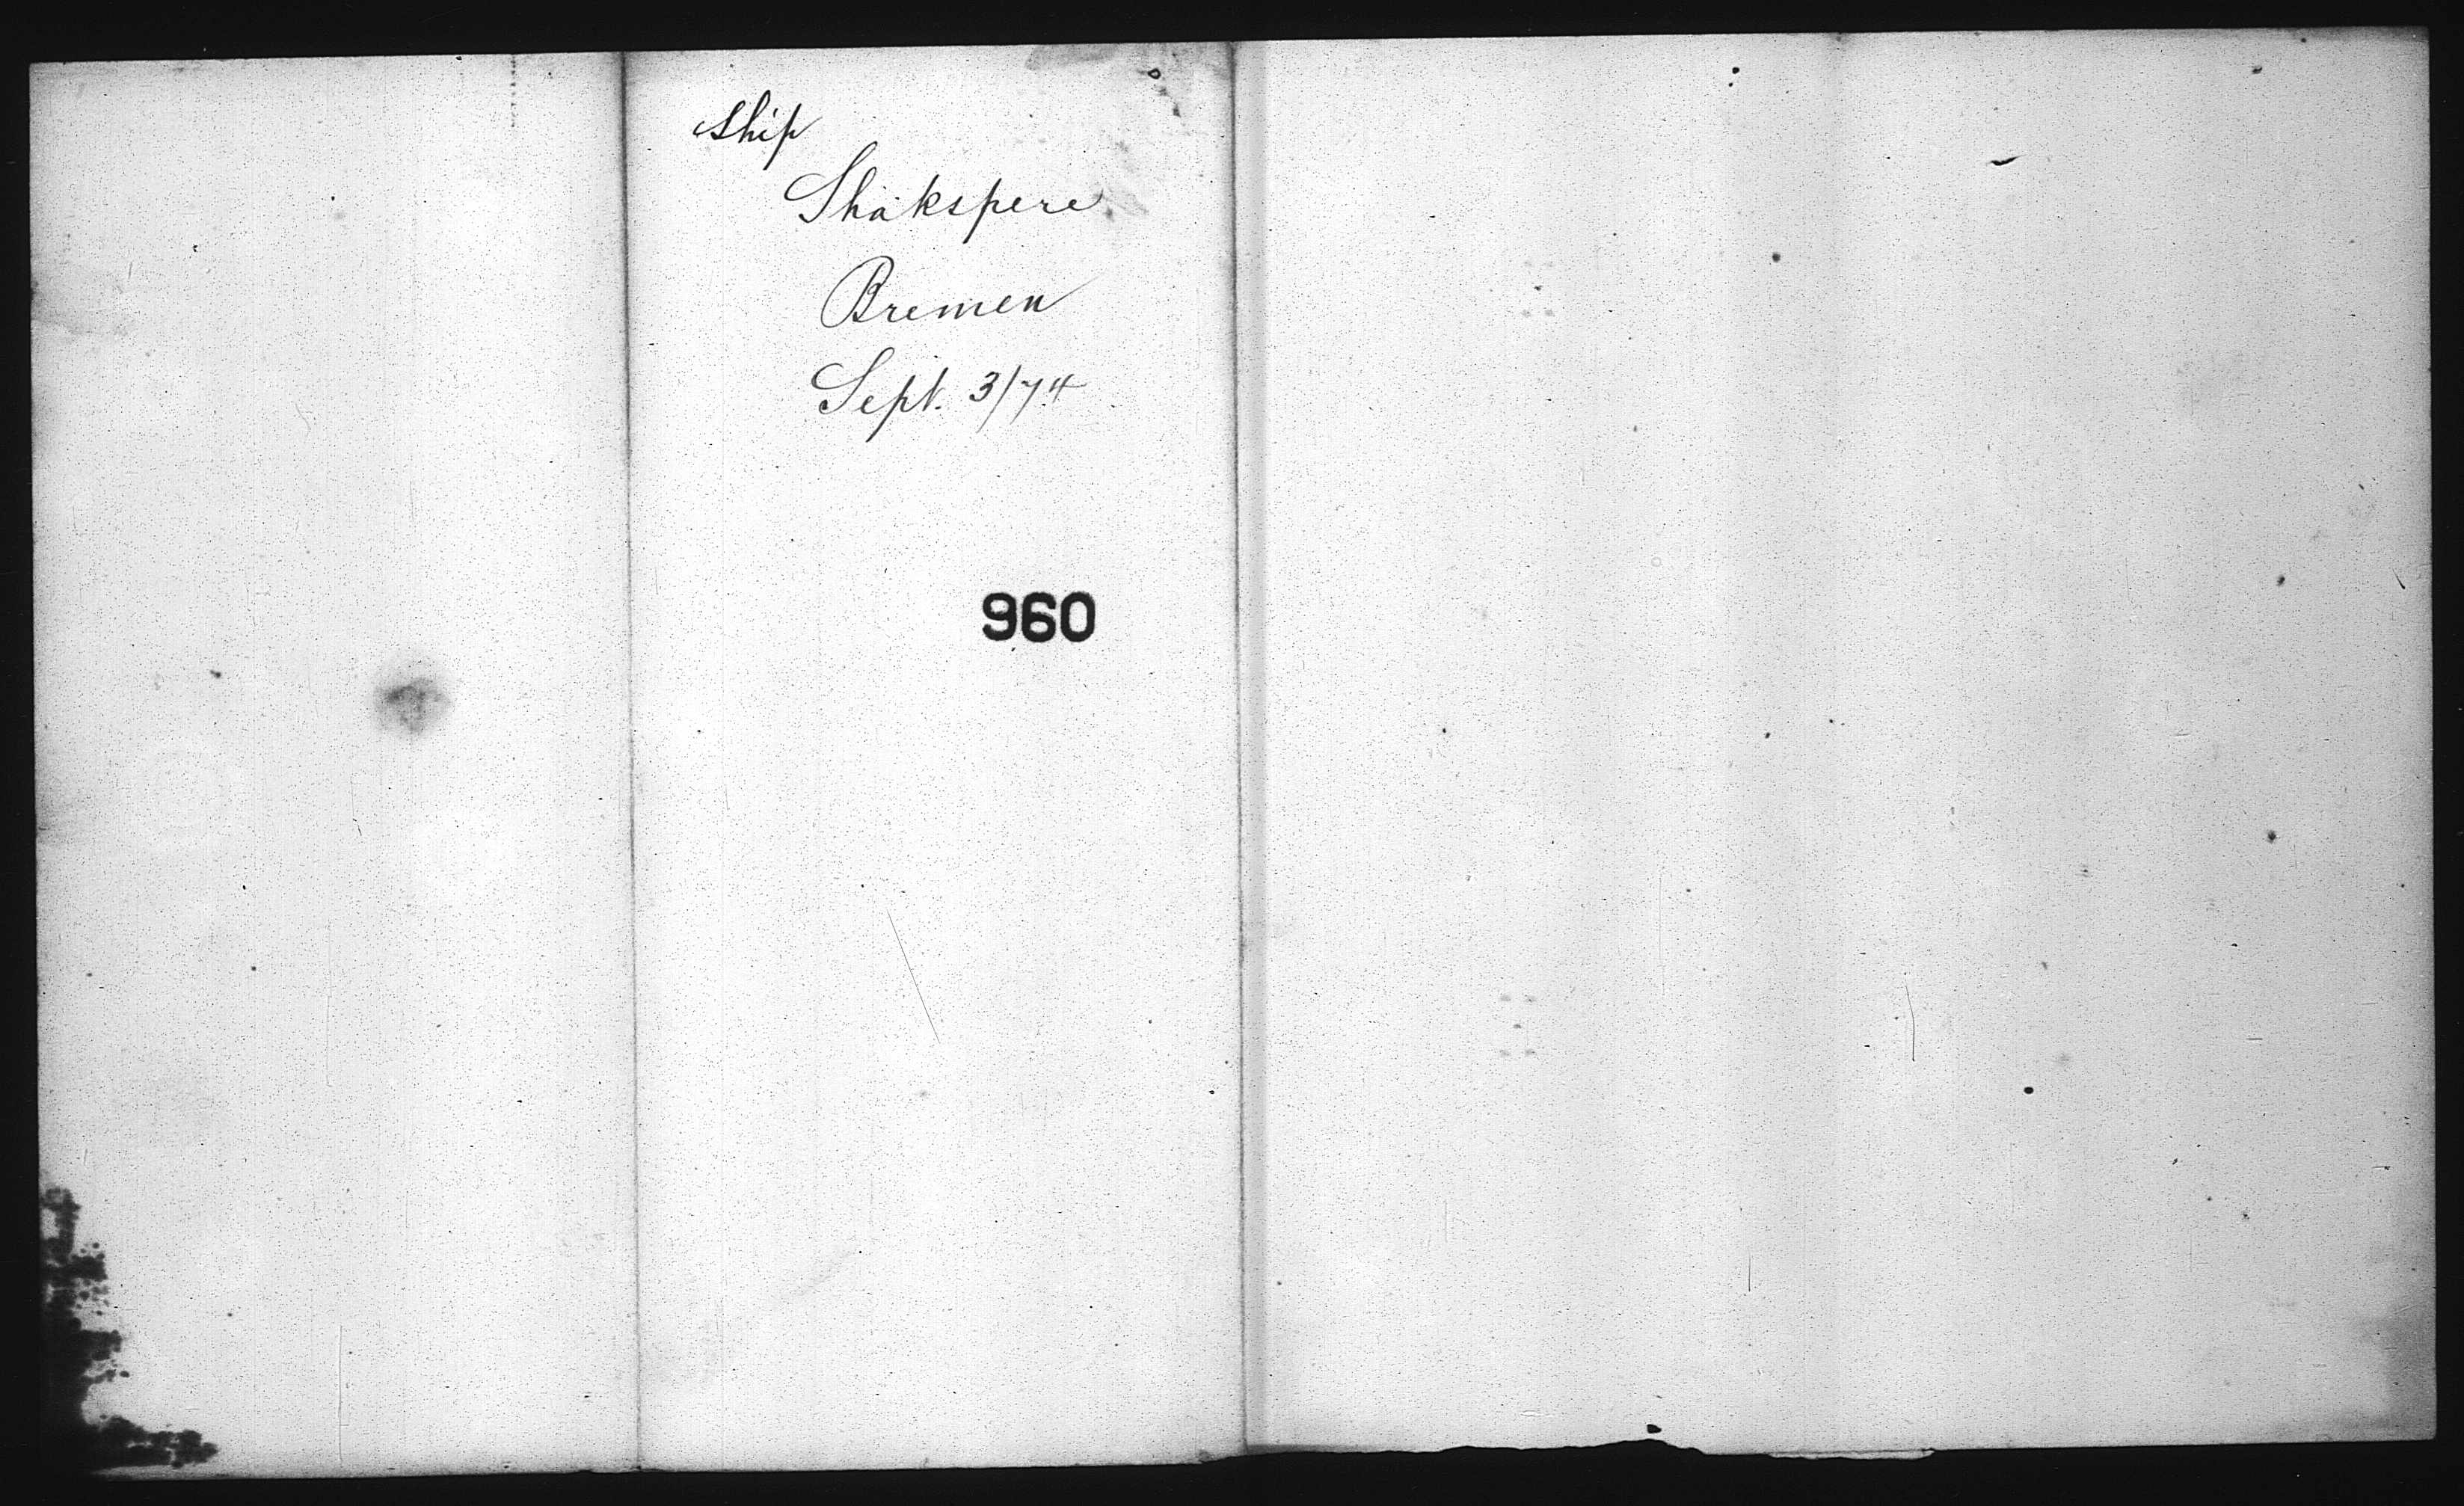 Ship
Shakspere
Bremen
Sept. 3/74
960